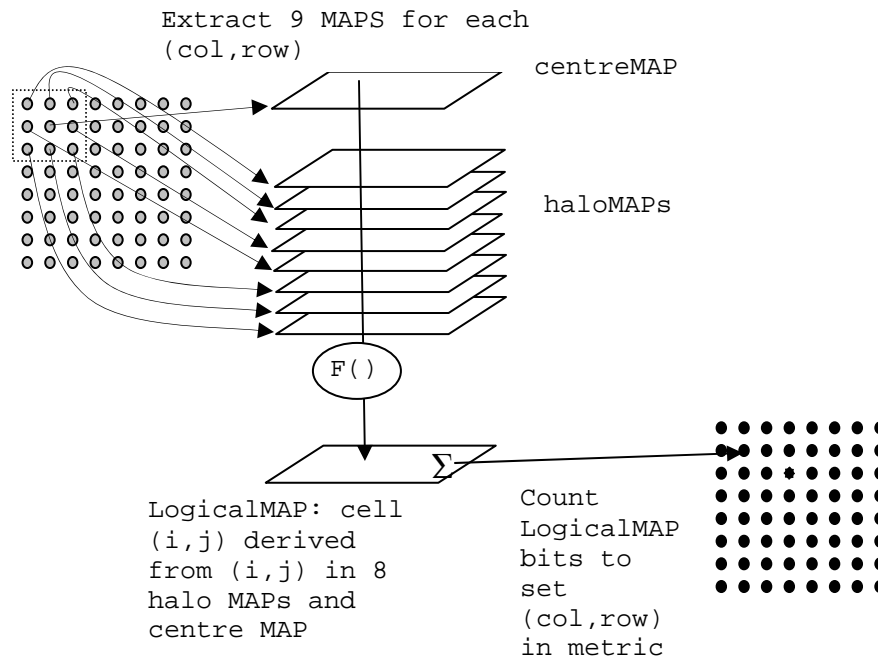 Extract 9 MAPS for each
(col,row)
centreMAP
haloMAPs
F()
Σ
LogicalMAP: cell
(i,j) derived
from (i,j) in 8
halo MAPs and
centre MAP
Count
LogicalMAP
bits to
set
(col,row)
in metric